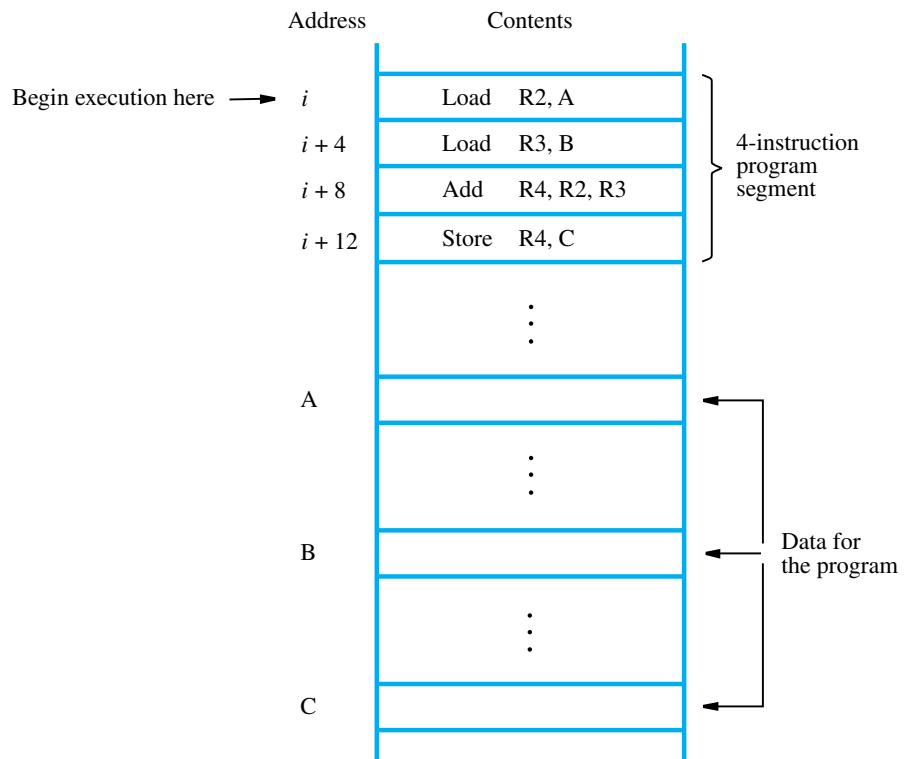 Address Contents
Begin execution here i Load R2, A
i + 4 Load R3, B
i + 8 Add R4, R2, R3
i + 12 Store R4, C
4-instruction
program
segment
A
B
Data for
the program
C